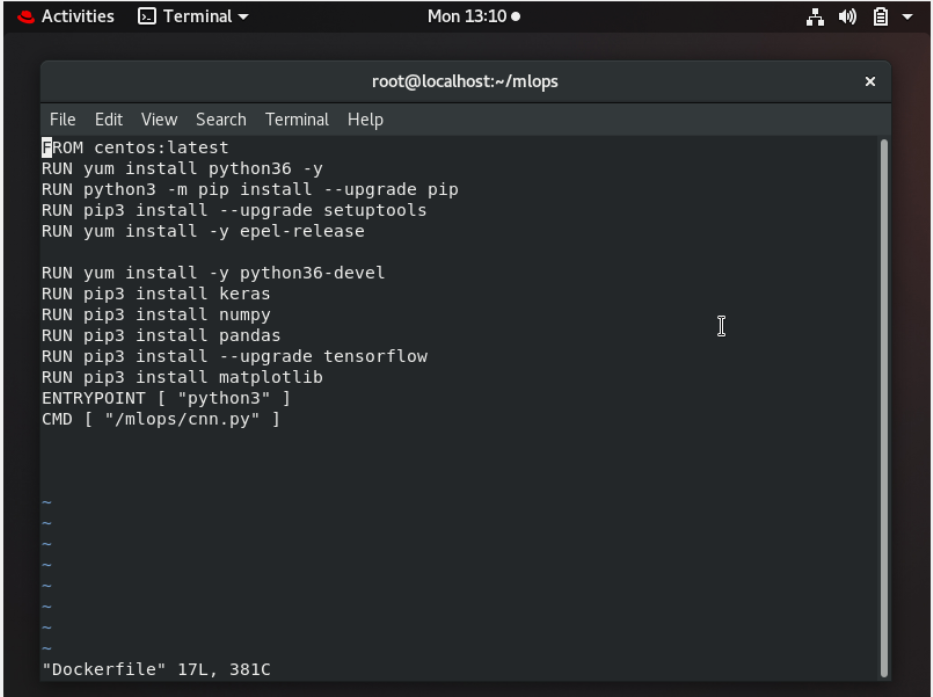 Activities Terminal Mon 13:10
root@localhost:~/mlops ×
File Edit View Search Terminal Help
FROM centos:latest
RUN yum install python36 -y
RUN python3 -m pip install --upgrade pip
RUN pip3 install --upgrade setuptools
RUN yum install -y epel-release

RUN yum install -y python36-devel
RUN pip3 install keras
RUN pip3 install numpy
RUN pip3 install pandas
RUN pip3 install --upgrade tensorflow
RUN pip3 install matplotlib
ENTRYPOINT [ "python3" ]
CMD [ "/mlops/cnn.py" ]
~
~
~
~
~
~
~
~
"Dockerfile" 17L, 381C